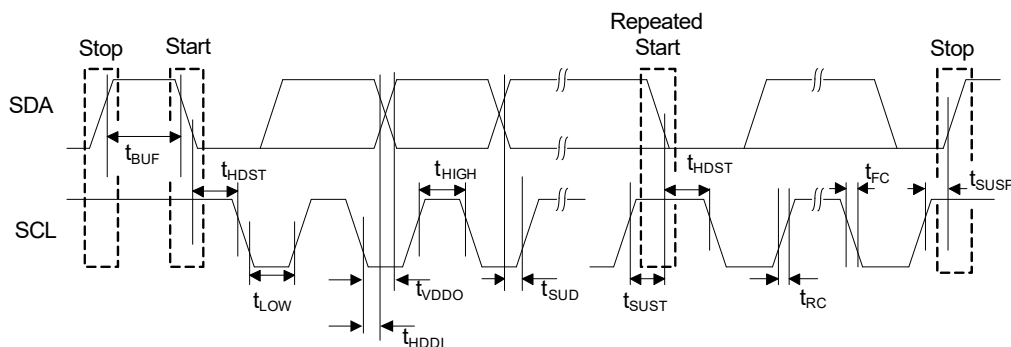 Repeated
Stop Start Start Stop
SDA
tBUF
tHDST tHIGH tHDST tFC tSUSP
SCL
tLOW tVDDO tSUD tSUST tRC
tHDDI